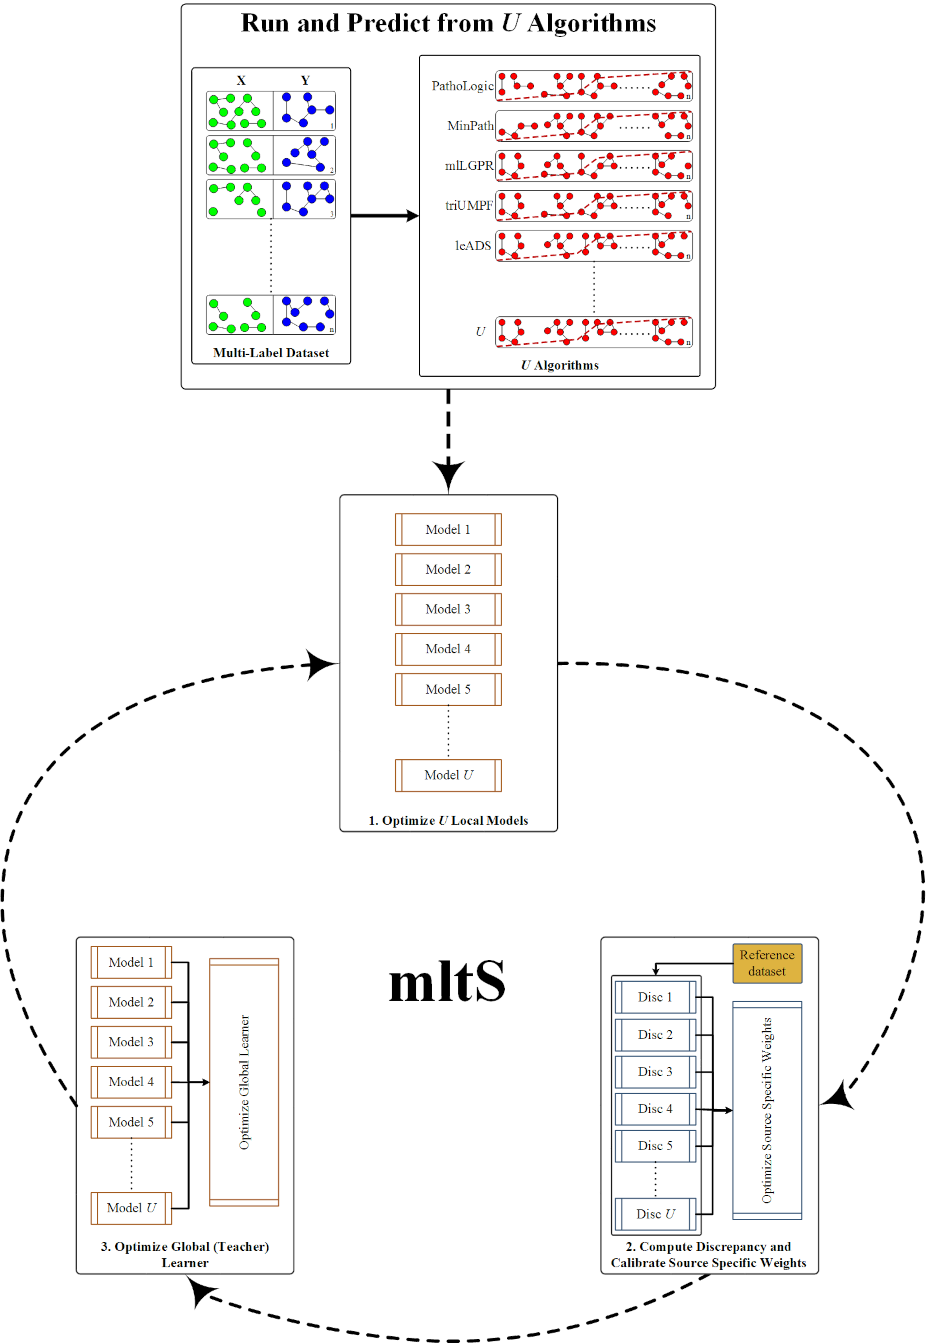 Run and Predict from U Algorithms
X Y
1
2
3
n
Multi-Label Dataset
PathoLogic
n
MinPath
n
mlLGPR
n
triUMPF
n
leADS
n
U
n
U Algorithms
Model 1
Model 2
Model 3
Model 4
Model 5
Model U
1. Optimize U Local Models
mltS
Reference
dataset
Disc 1
Disc 2
Disc 3
Disc 4
Disc 5
Disc U
Optimize Source Specific Weights
2. Compute Discrepancy and
Calibrate Source Specific Weights
Model 1
Model 2
Model 3
Model 4
Model 5
Model U
Optimize Global Learner
3. Optimize Global (Teacher)
Learner